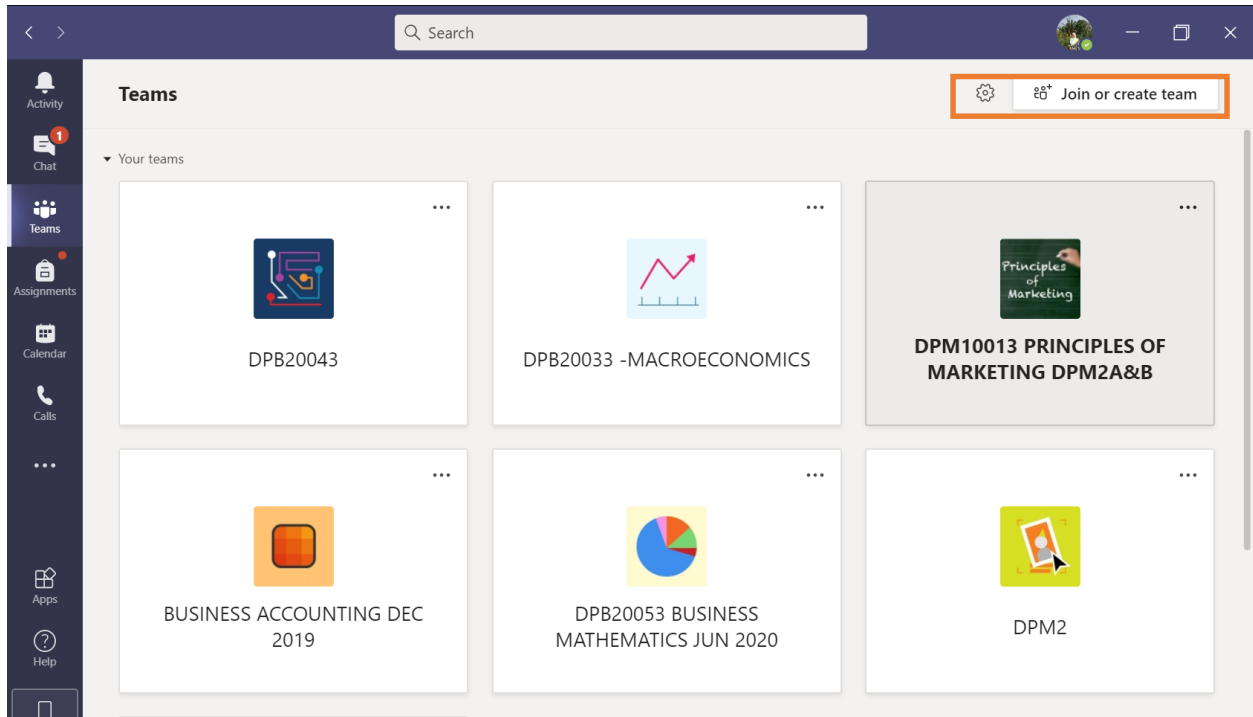 Search
Activity
Chat
1
Teams
Assignments
Calendar
Calls
Apps
Help
Teams
Join or create team
Your teams
DPB20043
DPB20033 -MACROECONOMICS
Principles
of
Marketing
DPM10013 PRINCIPLES OF
MARKETING DPM2A&B
BUSINESS ACCOUNTING DEC
2019
DPB20053 BUSINESS
MATHEMATICS JUN 2020
DPM2